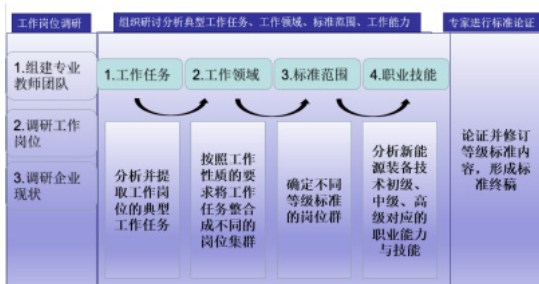 工作岗位调研
组织研讨分析典型工作任务、工作领域、标准范围、工作能力
专家进行标准论证
1.组建专业
教师团队
2.调研工作
岗位
3.调研企业
现状
1.工作任务
2.工作领域
3.标准范围
4.职业技能
分析并提
取工作岗
位的典型
工作任务
按照工作
性质的要
求将工作
任务整合
成不同的
岗位集群
确定不同
等级标准
的岗位群
分析新能
源装备技
术初级、
中级、高
级对应的
职业能力
与技能
论证并修订
等级标准内
容，形成标
准终稿